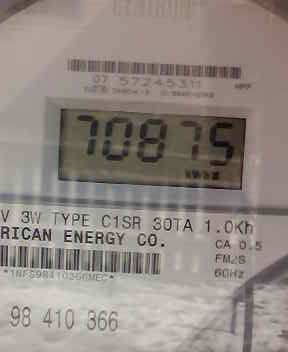 CENTRON
07 57245311
70875
kWh
V 3W TYPE C1SR 30TA 1.0Kh
RICAN ENERGY CO.
CA 0.5
FM2S
60Hz
98 410 366